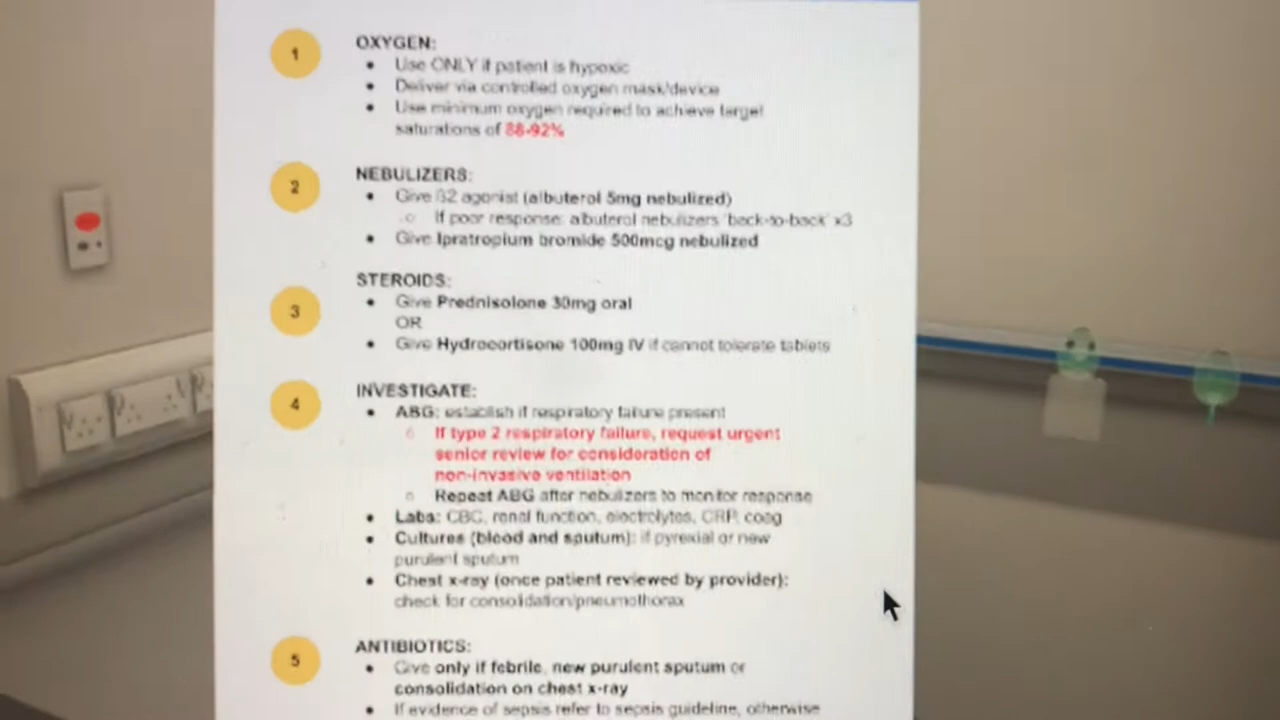 1
OXYGEN:
Use ONLY if patient is hypoxic
Deliver via controlled oxygen mask/device
Use minimum oxygen required to achieve target
saturations of 88-92%
2
NEBULIZERS:
Give ß2 agonist (albuterol 5mg nebulized)
If poor response: albuterol nebulizers 'back-to-back' x3
Give Ipratropium bromide 500mcg nebulized
3
STEROIDS:
Give Prednisolone 30mg oral
OR
Give Hydrocortisone 100mg IV if cannot tolerate tablets
4
INVESTIGATE:
ABG: establish if respiratory failure present
If type 2 respiratory failure, request urgent
senior review for consideration of
non-invasive ventilation
Repeat ABG after nebulizers to monitor response
Labs: CBC, renal function, electrolytes, CRP, coag
Cultures (blood and sputum): if pyrexial or new
purulent sputum
Chest x-ray (once patient reviewed by provider):
check for consolidation/pneumothorax
5
ANTIBIOTICS:
Give only if febrile, new purulent sputum or
consolidation on chest x-ray
If evidence of sepsis refer to sepsis guideline, otherwise